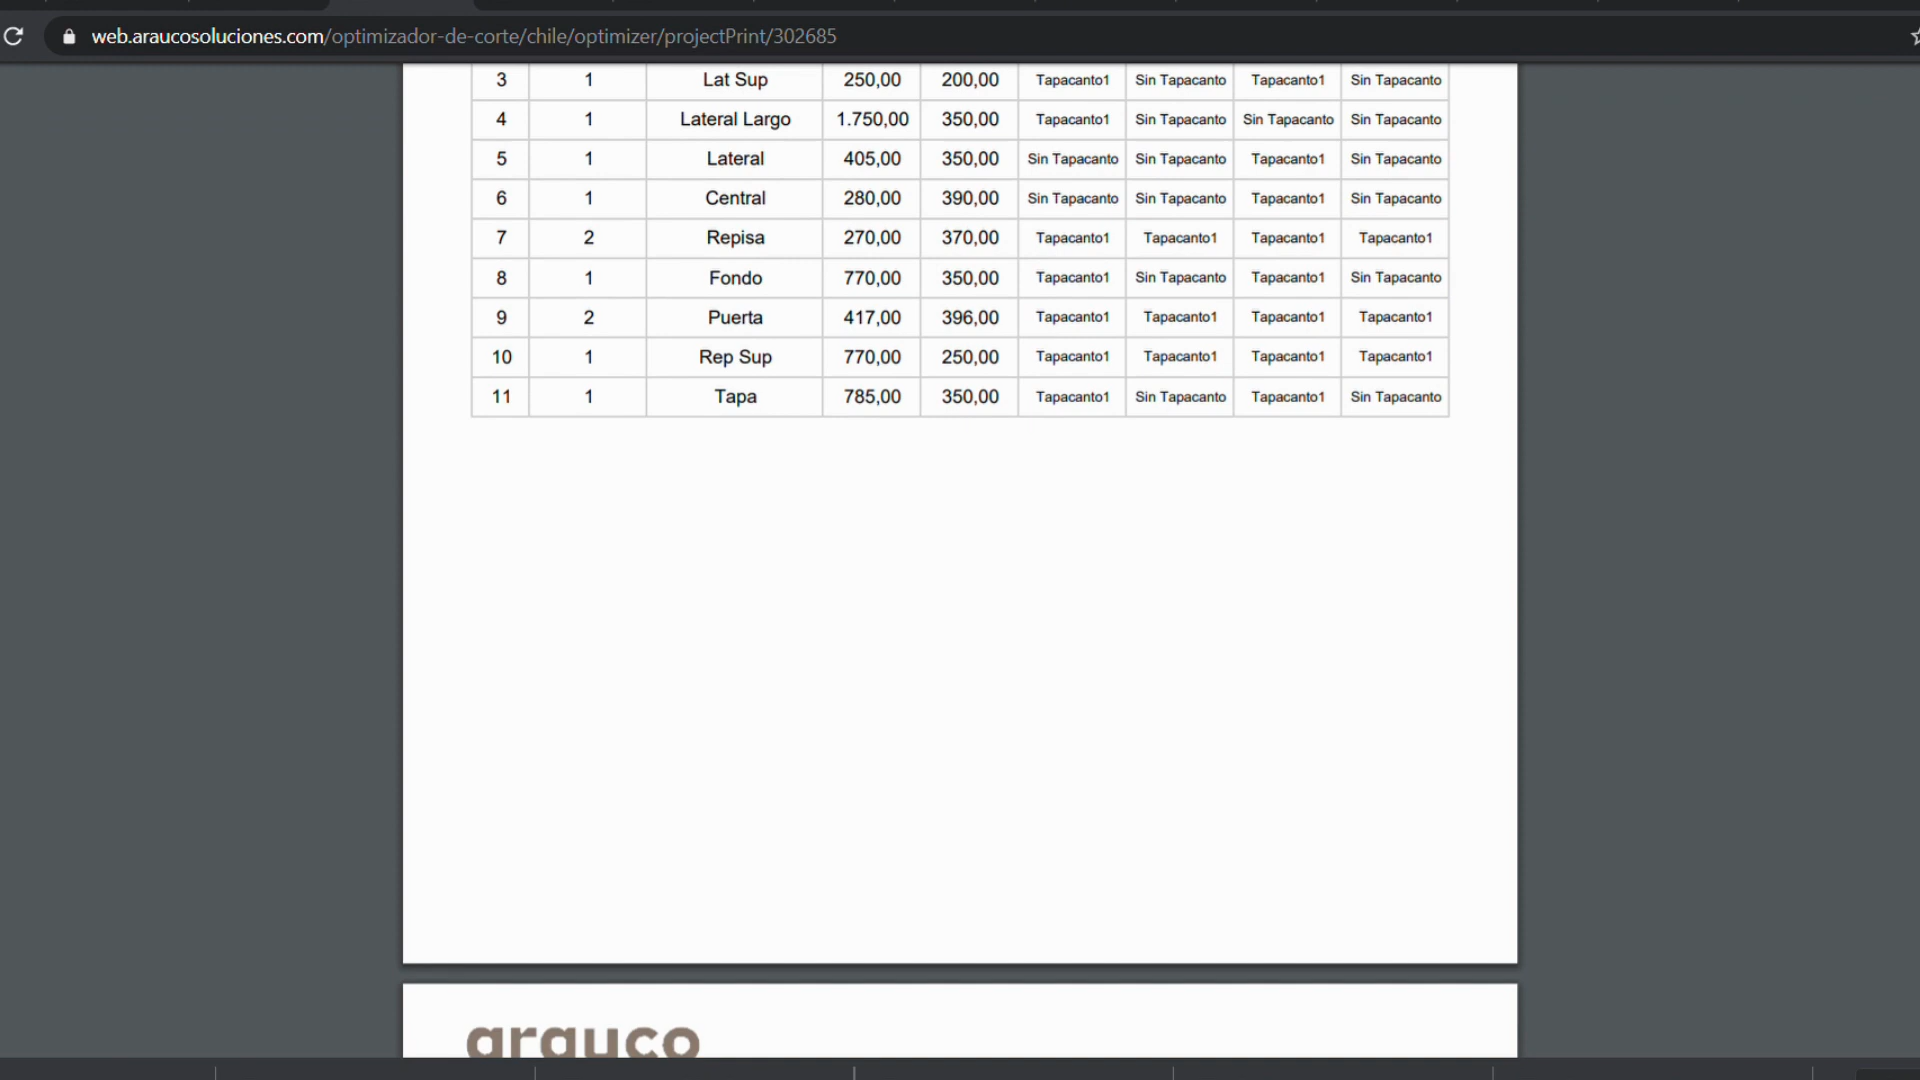 web.araucosoluciones.com/optimizador-de-corte/chile/optimizer/projectPrint/302685
3 1 Lat Sup 250,00 200,00 Tapacanto1 Sin Tapacanto Tapacanto1 Sin Tapacanto
4 1 Lateral Largo 1.750,00 350,00 Tapacanto1 Sin Tapacanto Sin Tapacanto Sin Tapacanto
5 1 Lateral 405,00 350,00 Sin Tapacanto Sin Tapacanto Tapacanto1 Sin Tapacanto
6 1 Central 280,00 390,00 Sin Tapacanto Sin Tapacanto Tapacanto1 Sin Tapacanto
7 2 Repisa 270,00 370,00 Tapacanto1 Tapacanto1 Tapacanto1 Tapacanto1
8 1 Fondo 770,00 350,00 Tapacanto1 Sin Tapacanto Tapacanto1 Sin Tapacanto
9 2 Puerta 417,00 396,00 Tapacanto1 Tapacanto1 Tapacanto1 Tapacanto1
10 1 Rep Sup 770,00 250,00 Tapacanto1 Tapacanto1 Tapacanto1 Tapacanto1
11 1 Tapa 785,00 350,00 Tapacanto1 Sin Tapacanto Tapacanto1 Sin Tapacanto
arauco